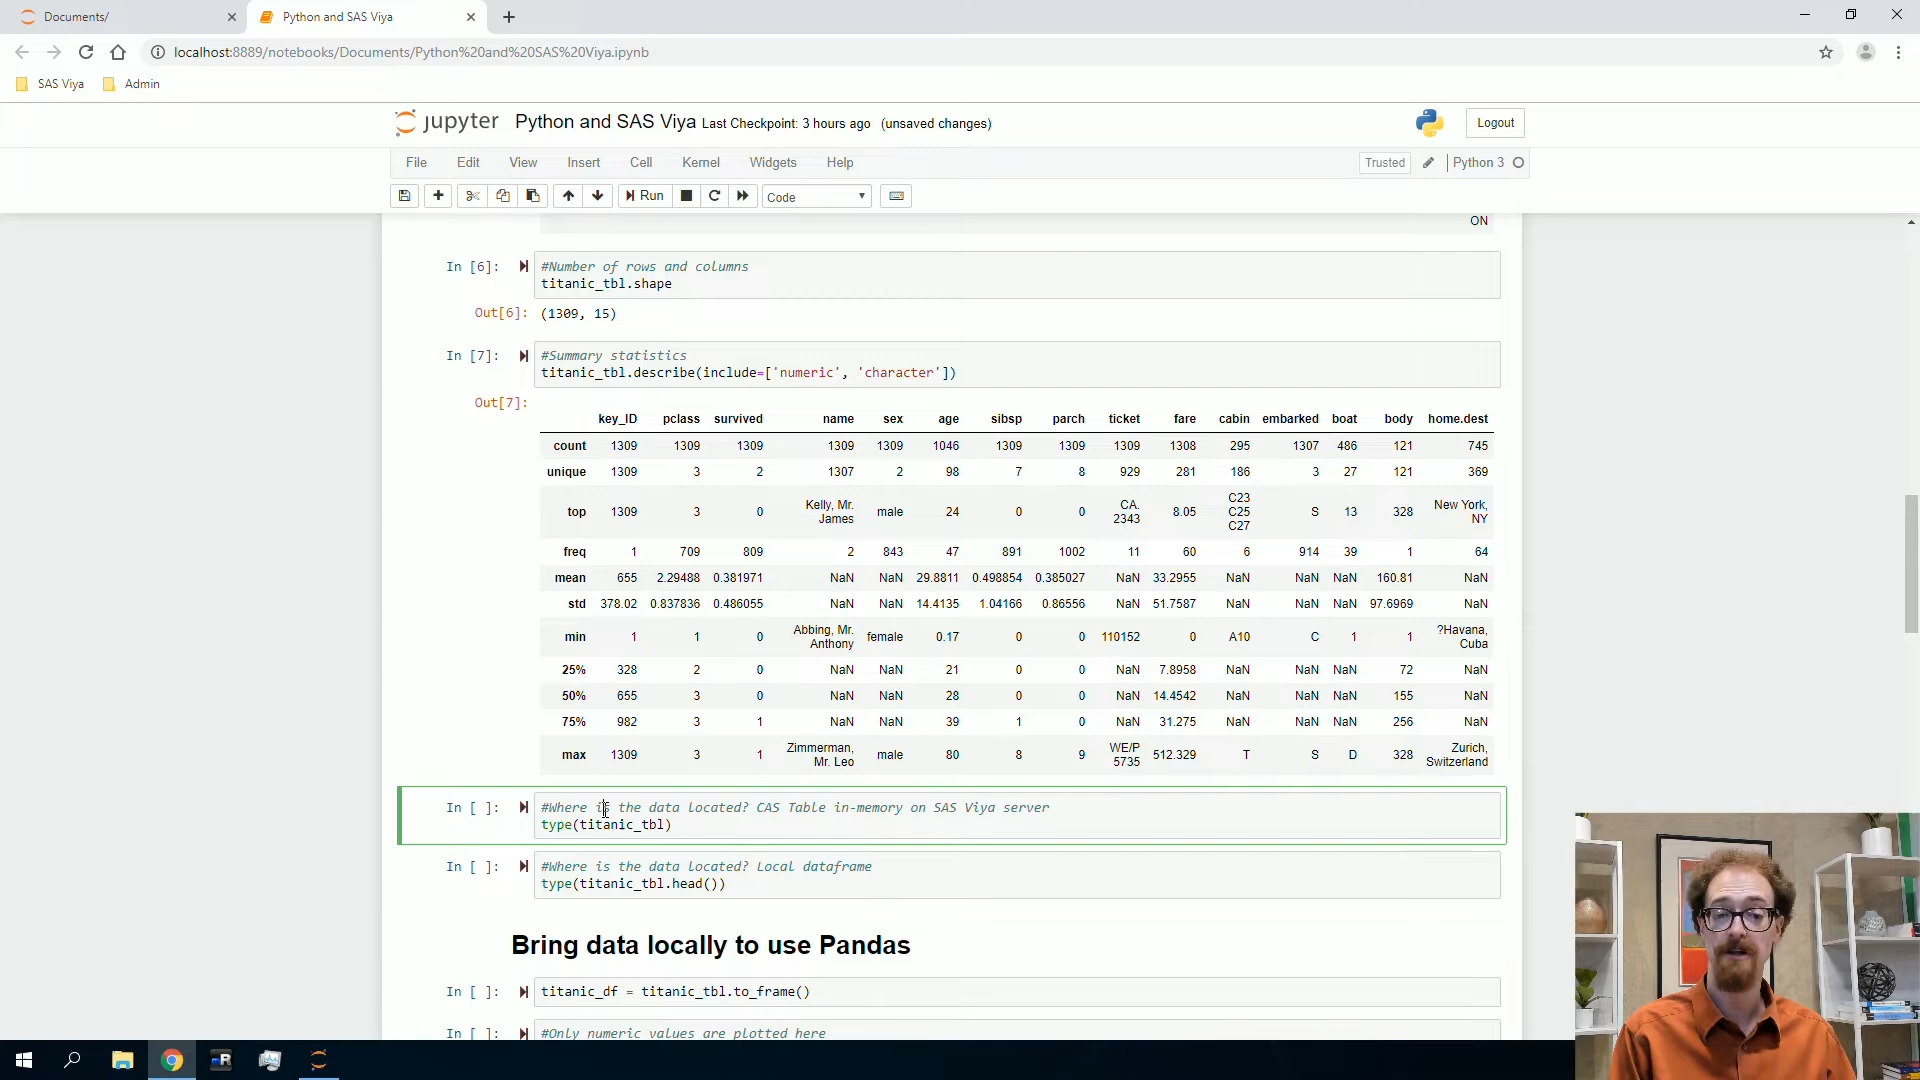 Documents/
Python and SAS Viya
localhost:8889/notebooks/Documents/Python%20and%20SAS%20Viya.ipynb
SAS Viya Admin
jupyter Python and SAS Viya Last Checkpoint: 3 hours ago (unsaved changes)
Logout
File Edit View Insert Cell Kernel Widgets Help
Trusted Python 3
Run Code
ON
In [6]: #Number of rows and columns
titanic_tbl.shape
Out[6]: (1309, 15)
In [7]: #Summary statistics
titanic_tbl.describe(include=['numeric', 'character'])
Out[7]:
key_ID pclass survived name sex age sibsp parch ticket fare cabin embarked boat body home.dest
count 1309 1309 1309 1309 1309 1046 1309 1309 1309 1308 295 1307 486 121 745
unique 1309 3 2 1307 2 98 7 8 929 281 186 3 27 121 369
top 1309 3 0 Kelly, Mr. James male 24 0 0 CA. 2343 8.05 C23 C25 C27 S 13 328 New York, NY
freq 1 709 809 2 843 47 891 1002 11 60 6 914 39 1 64
mean 655 2.29488 0.381971 NaN NaN 29.8811 0.498854 0.385027 NaN 33.2955 NaN NaN NaN 160.81 NaN
std 378.02 0.837836 0.486055 NaN NaN 14.4135 1.04166 0.86556 NaN 51.7587 NaN NaN NaN 97.6969 NaN
min 1 1 0 Abbing, Mr. Anthony female 0.17 0 0 110152 0 A10 C 1 1 ?Havana, Cuba
25% 328 2 0 NaN NaN 21 0 0 NaN 7.8958 NaN NaN NaN 72 NaN
50% 655 3 0 NaN NaN 28 0 0 NaN 14.4542 NaN NaN NaN 155 NaN
75% 982 3 1 NaN NaN 39 1 0 NaN 31.275 NaN NaN NaN 256 NaN
max 1309 3 1 Zimmerman, Mr. Leo male 80 8 9 WE/P 5735 512.329 T S D 328 Zurich, Switzerland
In [ ]: #Where is the data located? CAS Table in-memory on SAS Viya server
type(titanic_tbl)
In [ ]: #Where is the data Located? Local dataframe
type(titanic_tbl.head())
Bring data locally to use Pandas
In [ ]: titanic_df = titanic_tbl.to_frame()
In [ ]: #Only numeric values are plotted here